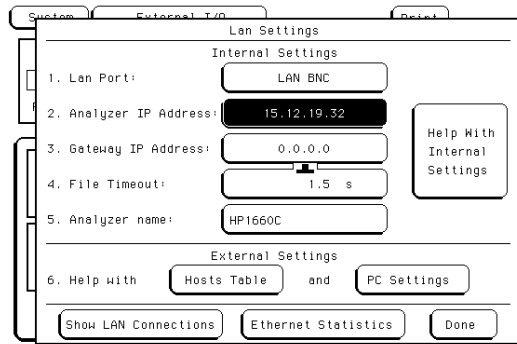 System External I/O Print
Lan Settings
Internal Settings
1. Lan Port: LAN BNC
2. Analyzer IP Address: 15.12.19.32
3. Gateway IP Address: 0.0.0.0
4. File Timeout: 1.5 s
5. Analyzer name: HP1660C
Help With
Internal
Settings
External Settings
6. Help with Hosts Table and PC Settings
Show LAN Connections Ethernet Statistics Done